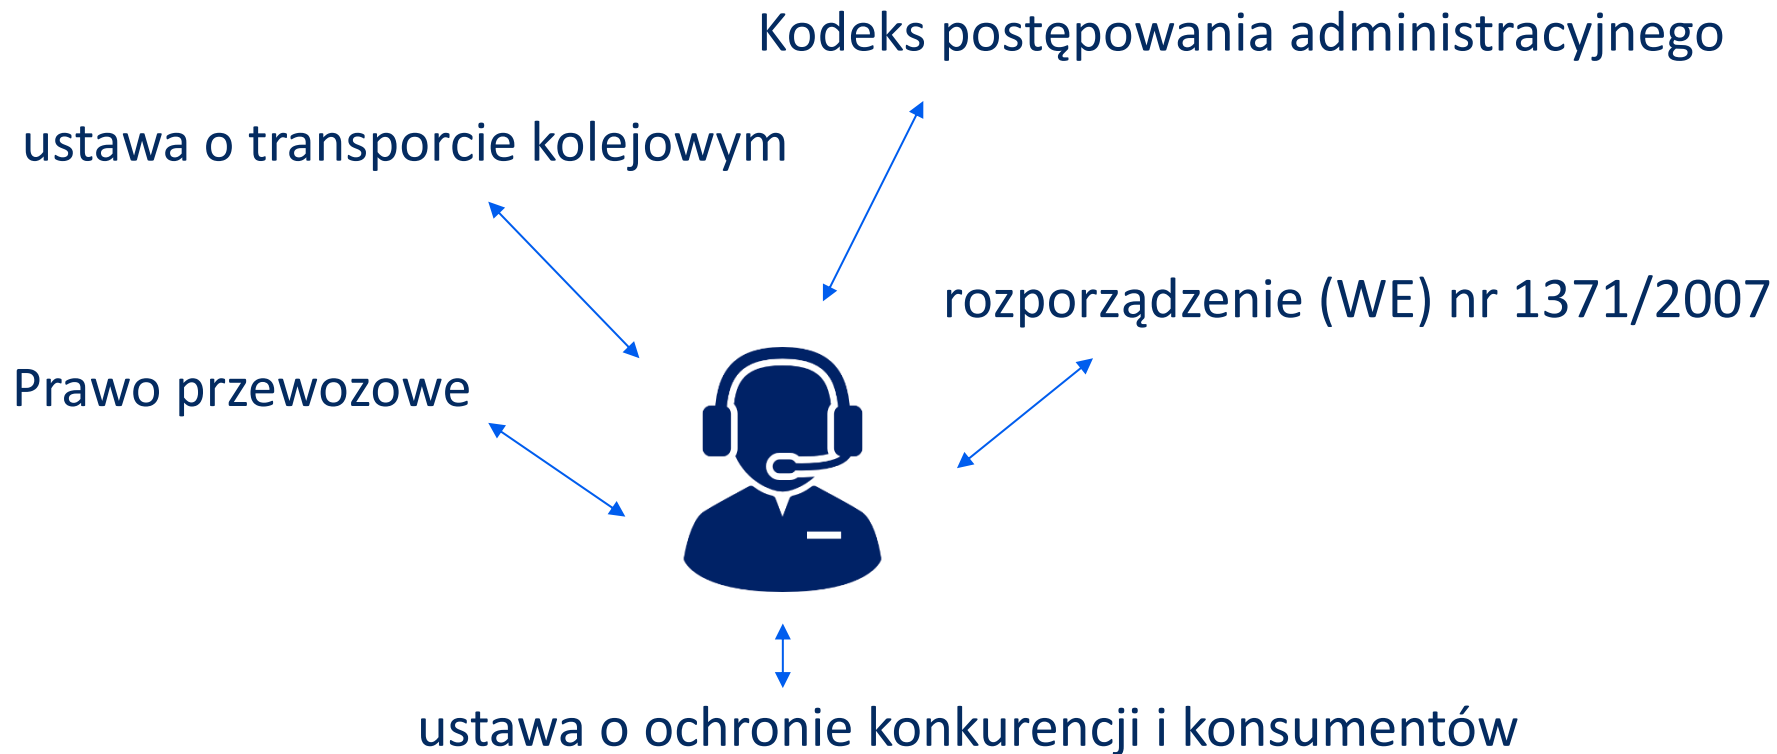 Kodeks postępowania administracyjnego
ustawa o transporcie kolejowym
rozporządzenie (WE) nr 1371/2007
Prawo przewozowe
ustawa o ochronie konkurencji i konsumentów